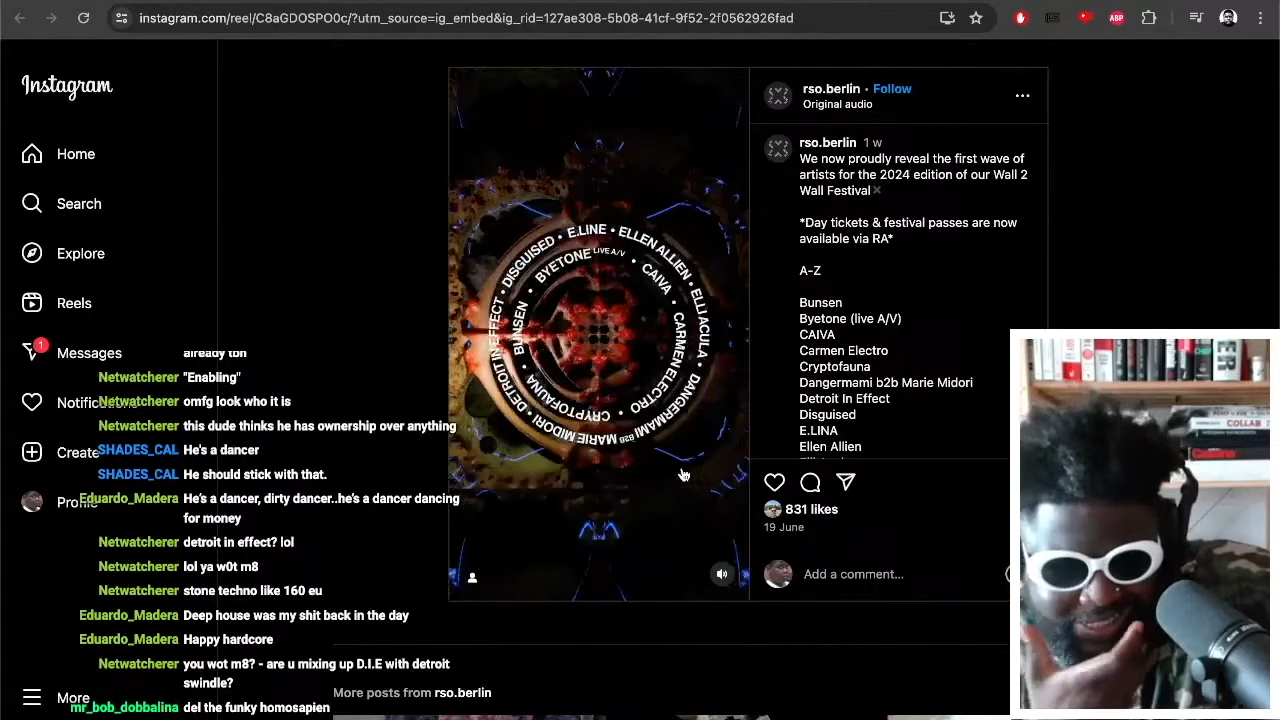 instagram.com/reel/C8aGDOSPO0c/?utm_source=ig_embed&ig_rid=127ae308-5b08-41cf-9f52-2f0562926fad
ABP
Instagram
Home
Search
Explore
Reels
1
Messages
Notifications
Create
Profile
More
already tbh
Netwatcherer "Enabling"
Netwatcherer omfg look who it is
Netwatcherer this dude thinks he has ownership over anything
SHADES_CAL He's a dancer
SHADES_CAL He should stick with that.
Eduardo_Madera He's a dancer, dirty dancer..he's a dancer dancing
for money
Netwatcherer detroit in effect? lol
Netwatcherer lol ya w0t m8
Netwatcherer stone techno like 160 eu
Eduardo_Madera Deep house was my shit back in the day
Eduardo_Madera Happy hardcore
Netwatcherer you wot m8? - are u mixing up D.I.E with detroit
swindle?
mr_bob_dobbalina del the funky homosapien
DETROIT IN EFFECT • DISGUISED • E.LINE • ELLEN ALLIEN • ELLI ACULA • DANGERMAMI B2B MARIE MIDORI •
BUNSEN • BYETONE LIVE A/V • CAIVA • CARMEN ELECTRO • CRYPTOFAUNA •
rso.berlin • Follow
Original audio
rso.berlin 1 w
We now proudly reveal the first wave of
artists for the 2024 edition of our Wall 2
Wall Festival
*Day tickets & festival passes are now
available via RA*
A-Z
Bunsen
Byetone (live A/V)
CAIVA
Carmen Electro
Cryptofauna
Dangermami b2b Marie Midori
Detroit In Effect
Disguised
E.LINA
Ellen Allien
831 likes
19 June
Add a comment...
More posts from rso.berlin
COLLAB